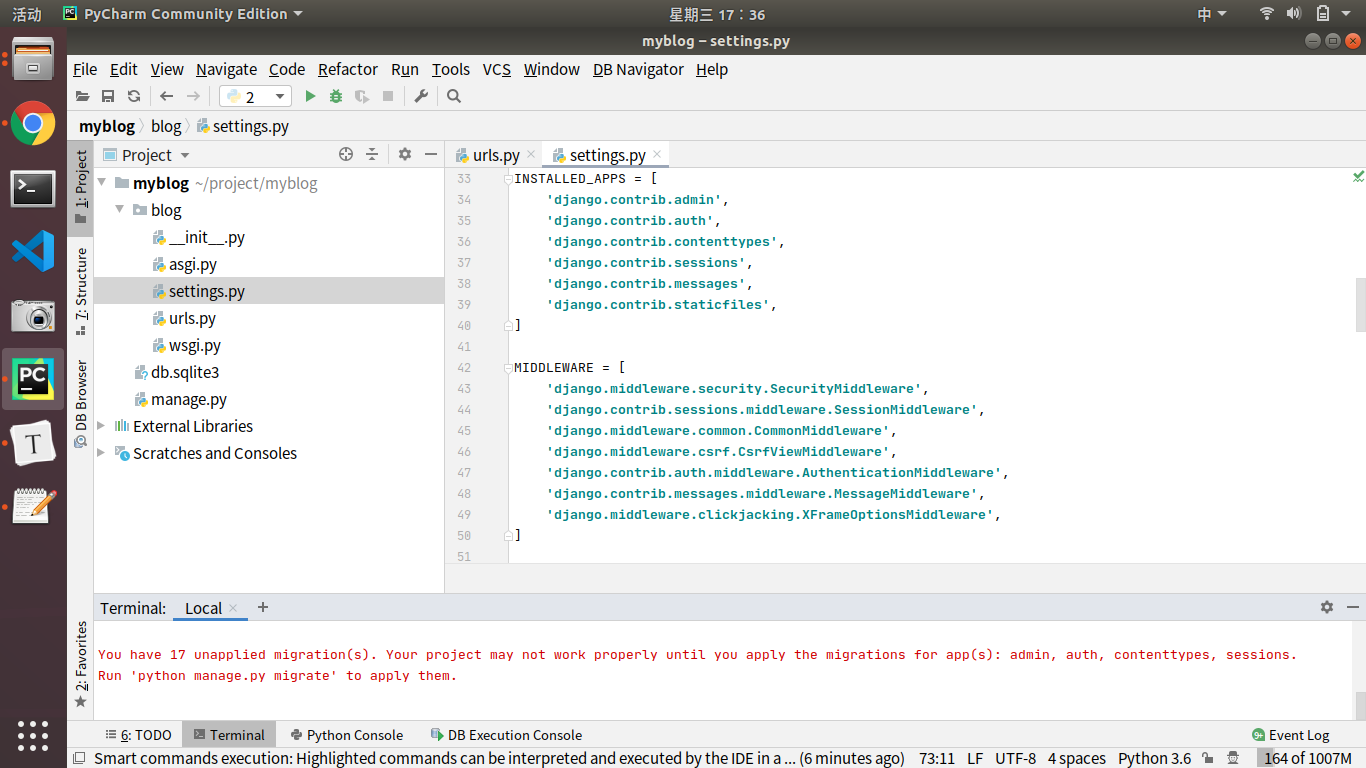 活动 PyCharm Community Edition 星期三 17：36 中
myblog – settings.py
File Edit View Navigate Code Refactor Run Tools VCS Window DB Navigator Help
2
myblog blog settings.py
Project
urls.py settings.py
1: Project
7: Structure
DB Browser
2: Favorites
myblog ~/project/myblog
blog
__init__.py
asgi.py
settings.py
urls.py
wsgi.py
db.sqlite3
manage.py
External Libraries
Scratches and Consoles
33 INSTALLED_APPS = [
34 'django.contrib.admin',
35 'django.contrib.auth',
36 'django.contrib.contenttypes',
37 'django.contrib.sessions',
38 'django.contrib.messages',
39 'django.contrib.staticfiles',
40 ]
41
42 MIDDLEWARE = [
43 'django.middleware.security.SecurityMiddleware',
44 'django.contrib.sessions.middleware.SessionMiddleware',
45 'django.middleware.common.CommonMiddleware',
46 'django.middleware.csrf.CsrfViewMiddleware',
47 'django.contrib.auth.middleware.AuthenticationMiddleware',
48 'django.contrib.messages.middleware.MessageMiddleware',
49 'django.middleware.clickjacking.XFrameOptionsMiddleware',
50 ]
51
Terminal: Local +
You have 17 unapplied migration(s). Your project may not work properly until you apply the migrations for app(s): admin, auth, contenttypes, sessions.
Run 'python manage.py migrate' to apply them.
6: TODO Terminal Python Console DB Execution Console 9+ Event Log
Smart commands execution: Highlighted commands can be interpreted and executed by the IDE in a ... (6 minutes ago) 73:11 LF UTF-8 4 spaces Python 3.6 164 of 1007M